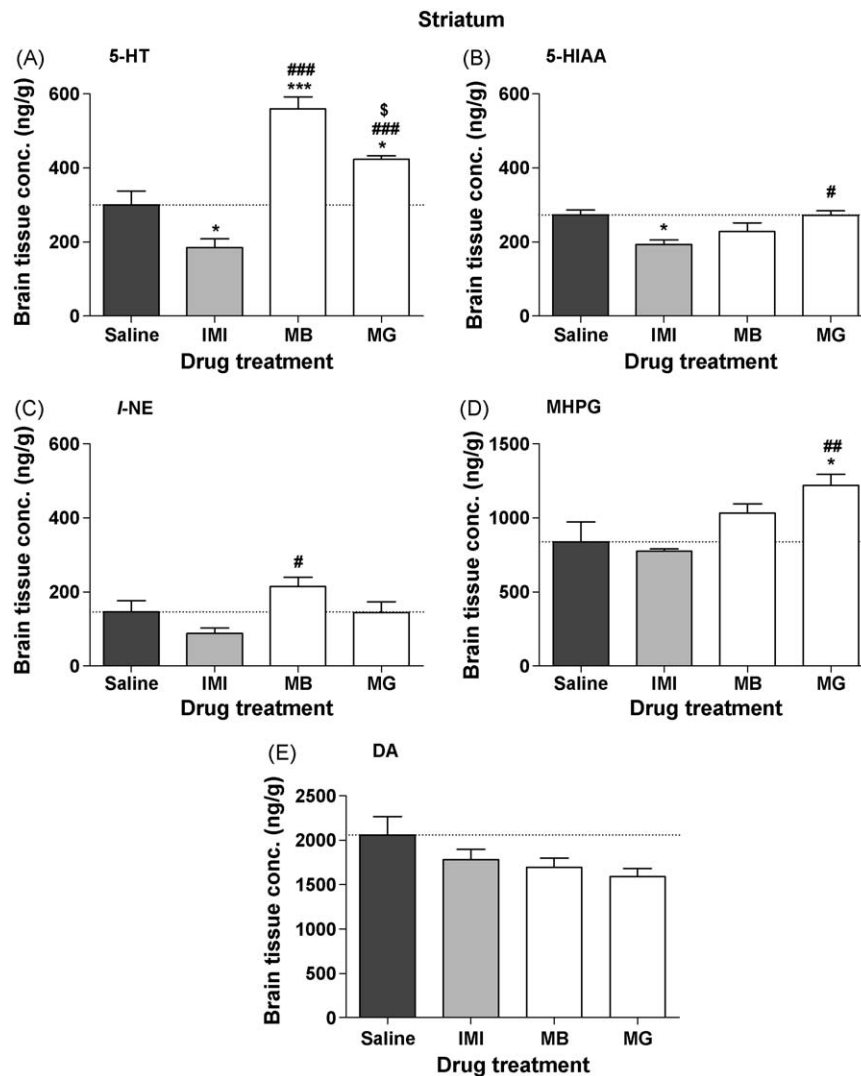 Striatum
(A) 5-HT
###
***
$
###
*
*
Brain tissue conc. (ng/g)
600
400
200
0
Saline IMI MB MG
Drug treatment
(B) 5-HIAA
#
*
Brain tissue conc. (ng/g)
600
400
200
0
Saline IMI MB MG
Drug treatment
(C) l-NE
#
Brain tissue conc. (ng/g)
600
400
200
0
Saline IMI MB MG
Drug treatment
(D) MHPG
##
*
Brain tissue conc. (ng/g)
1500
1000
500
0
Saline IMI MB MG
Drug treatment
(E) DA
Brain tissue conc. (ng/g)
2500
2000
1500
1000
500
0
Saline IMI MB MG
Drug treatment